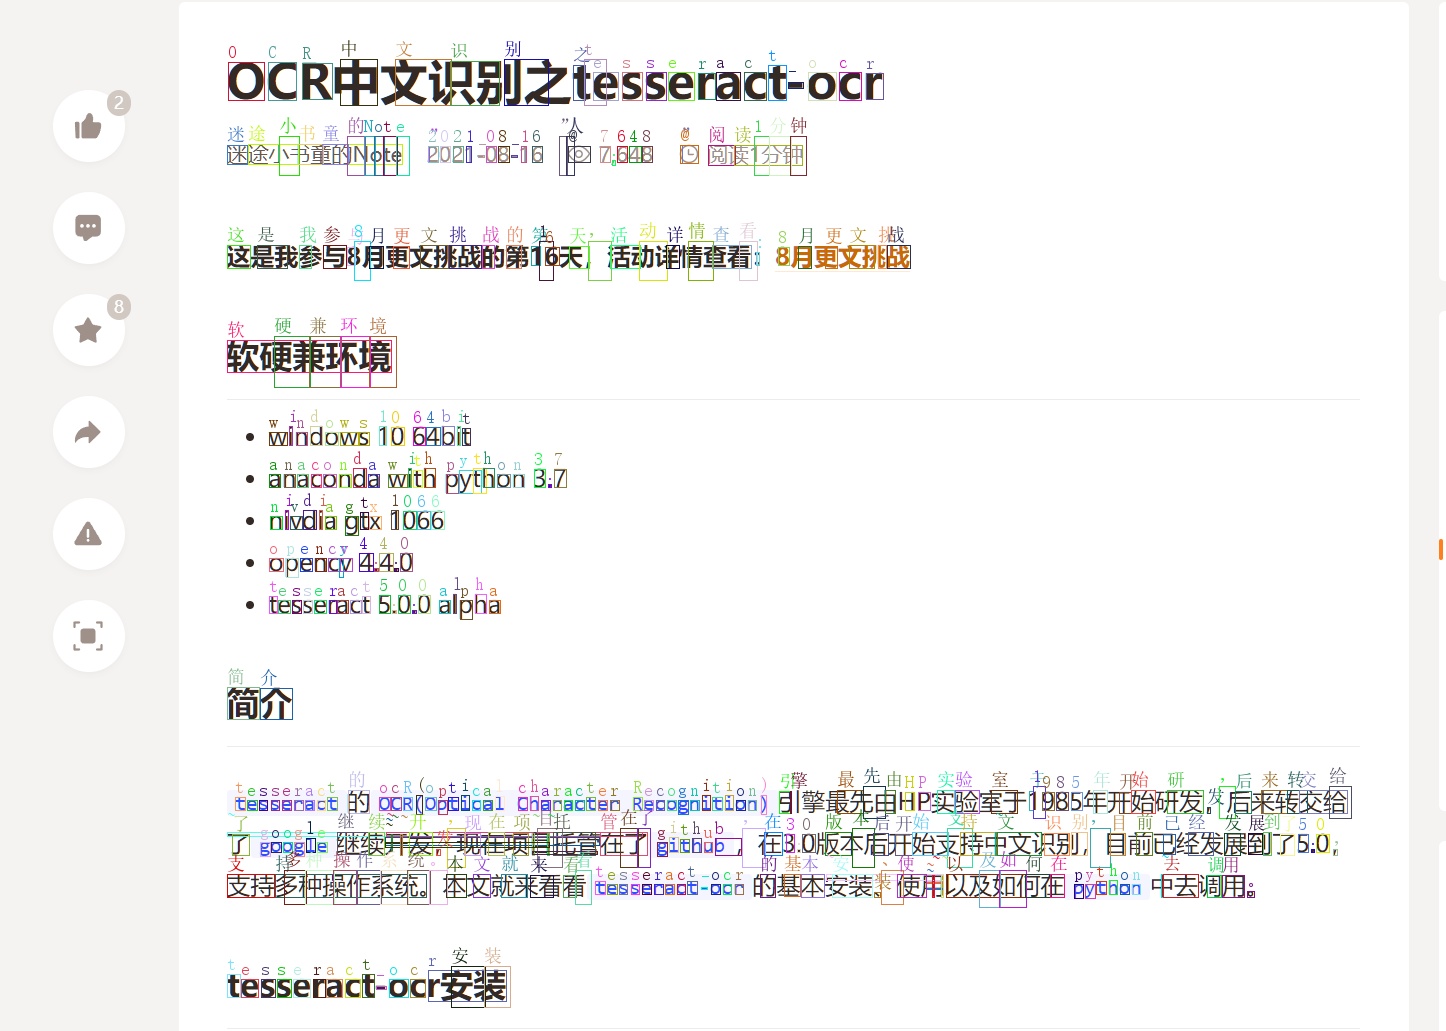 OCR中文识别之tesseract-ocr
迷途小书童的Note 2021-08-16 7,648 阅读1分钟
这是我参与8月更文挑战的第16天，活动详情查看：8月更文挑战
2
8
软硬兼环境
windows 10 64bit
anaconda with python 3.7
nivdia gtx 1066
opencv 4.4.0
tesseract 5.0.0 alpha
简介
tesseract 的 OCR(Optical Character Recognition) 引擎最先由HP实验室于1985年开始研发，后来转交给
了 google 继续开发，现在项目托管在了 github，在3.0版本后开始支持中文识别，目前已经发展到了5.0，
支持多种操作系统。本文就来看看 tesseract-ocr 的基本安装、使用以及如何在 python 中去调用。
tesseract-ocr安装